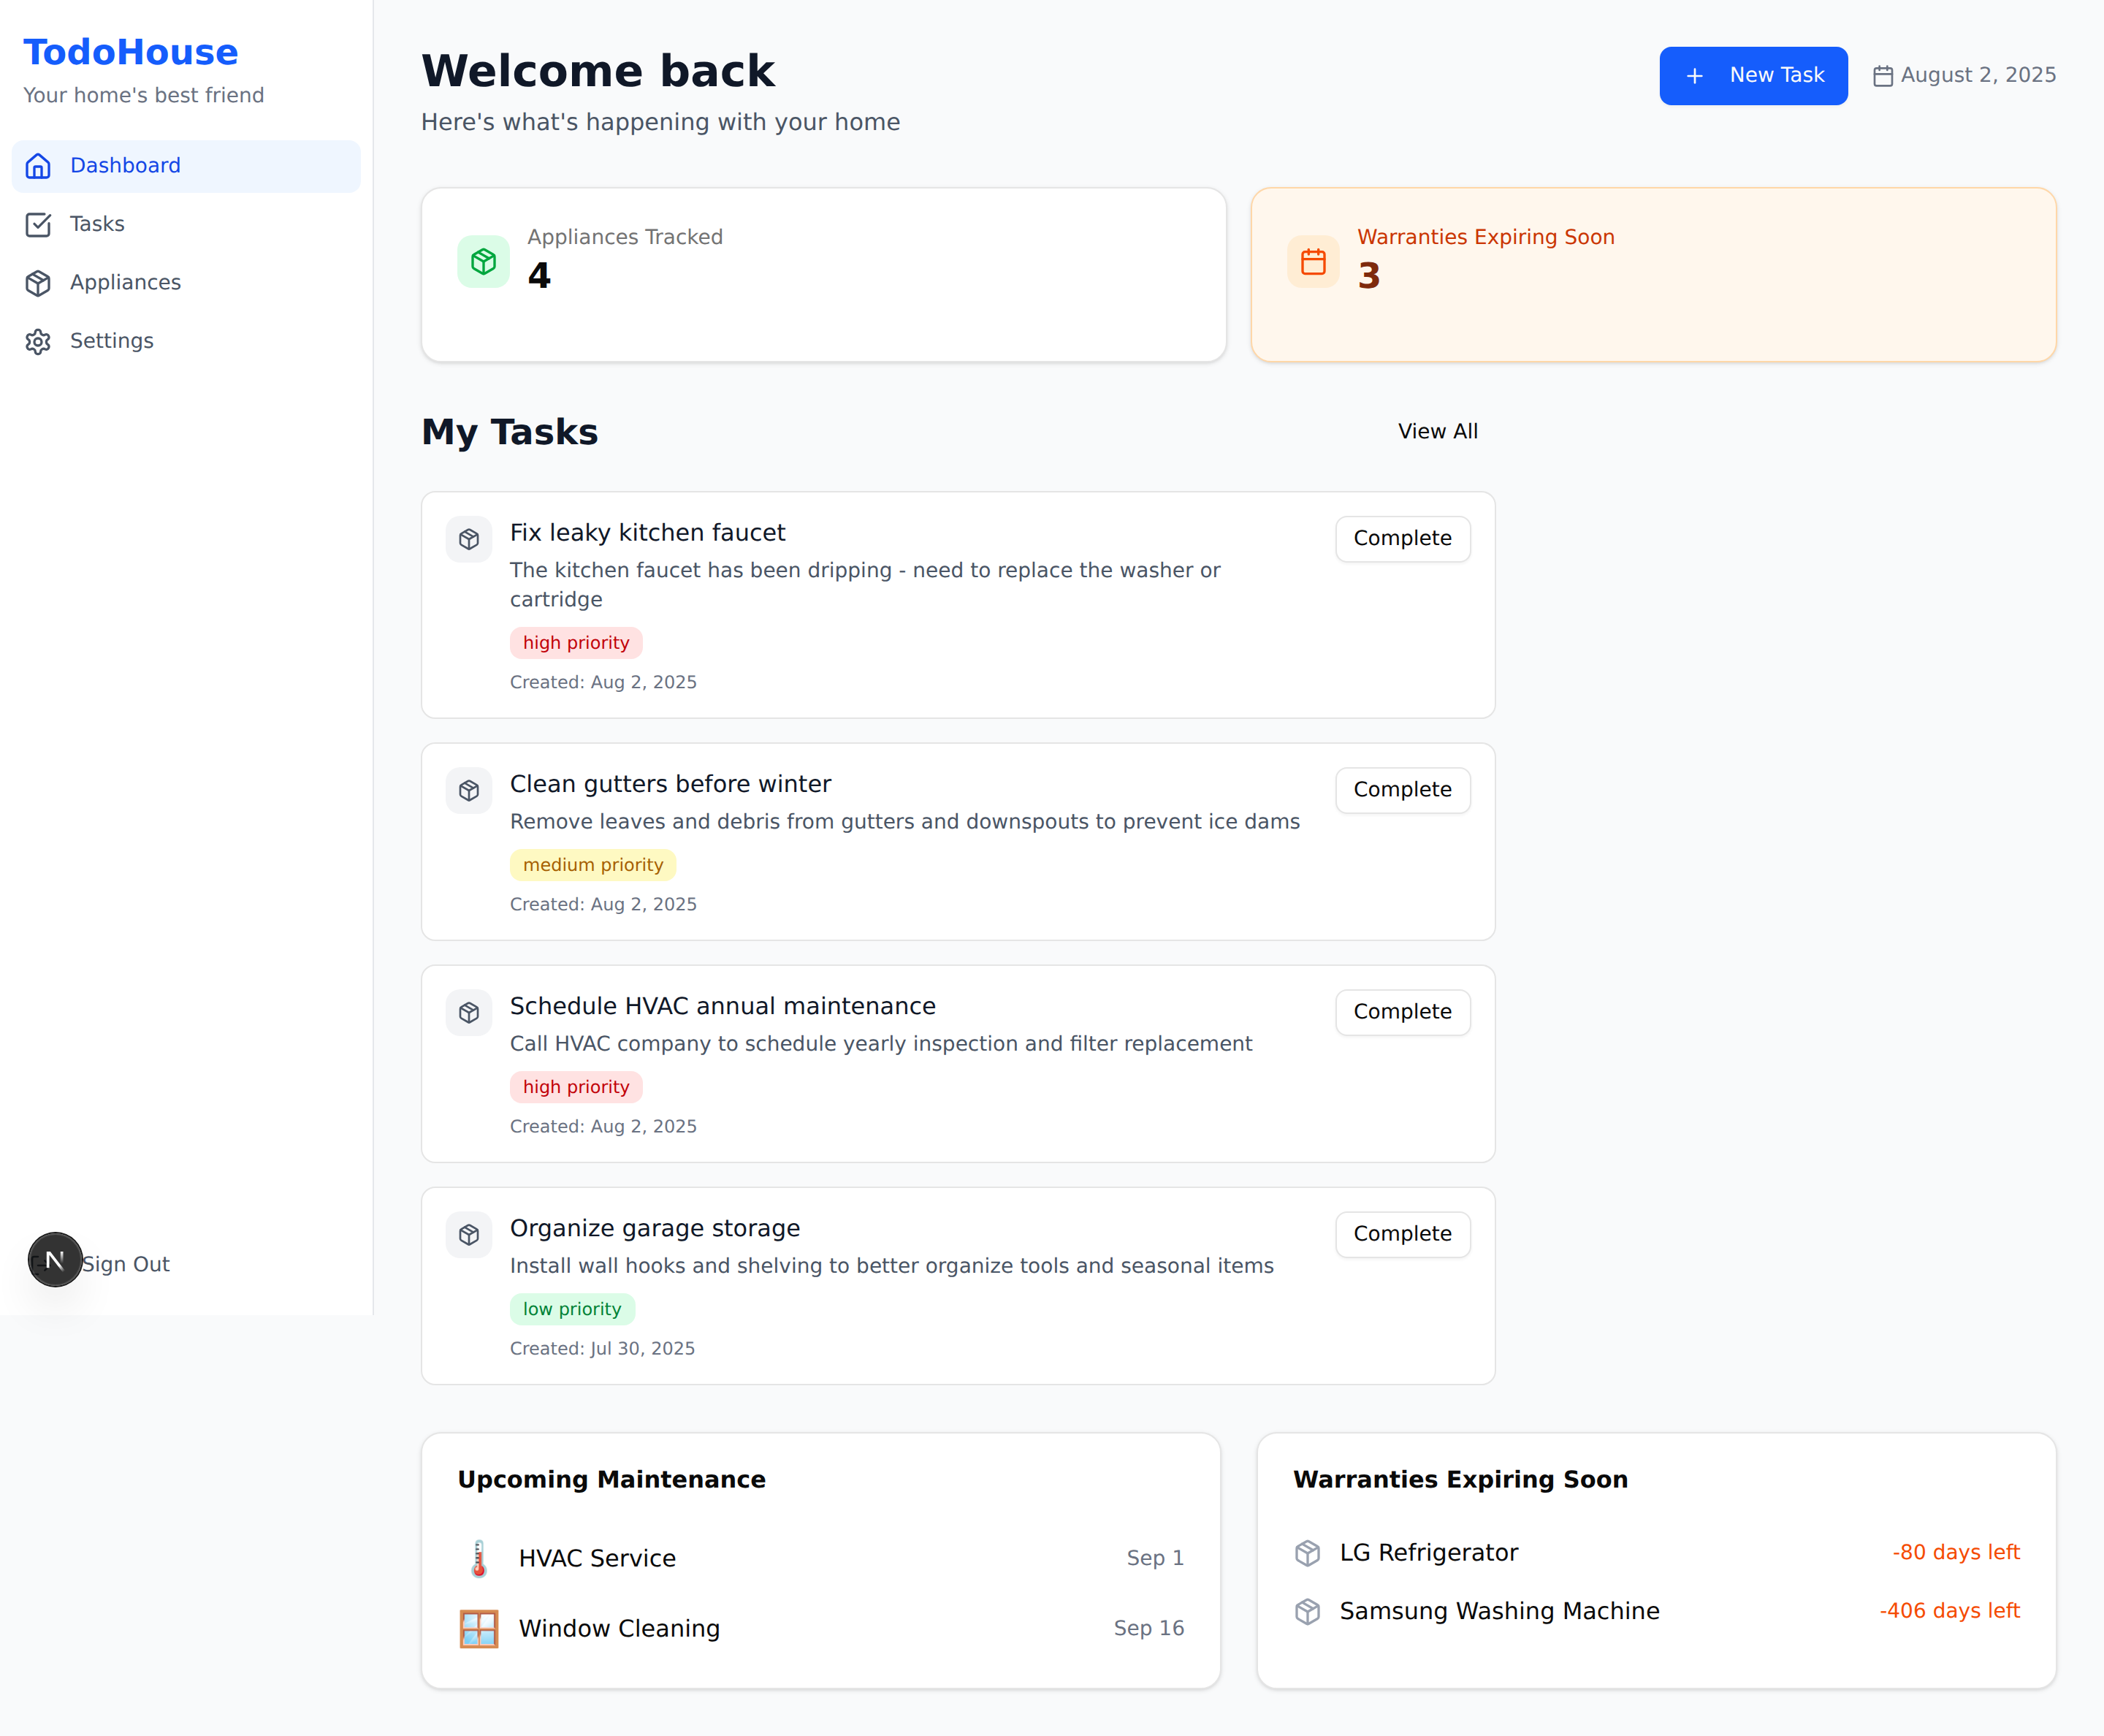 TodoHouse
Your home's best friend
Dashboard
Tasks
Appliances
Settings
N
Sign Out
Welcome back
Here's what's happening with your home
New Task
August 2, 2025
Appliances Tracked
4
Warranties Expiring Soon
3
My Tasks
View All
Fix leaky kitchen faucet
Complete
The kitchen faucet has been dripping - need to replace the washer or
cartridge
high priority
Created: Aug 2, 2025
Clean gutters before winter
Complete
Remove leaves and debris from gutters and downspouts to prevent ice dams
medium priority
Created: Aug 2, 2025
Schedule HVAC annual maintenance
Complete
Call HVAC company to schedule yearly inspection and filter replacement
high priority
Created: Aug 2, 2025
Organize garage storage
Complete
Install wall hooks and shelving to better organize tools and seasonal items
low priority
Created: Jul 30, 2025
Upcoming Maintenance
HVAC Service
Sep 1
Window Cleaning
Sep 16
Warranties Expiring Soon
LG Refrigerator
-80 days left
Samsung Washing Machine
-406 days left